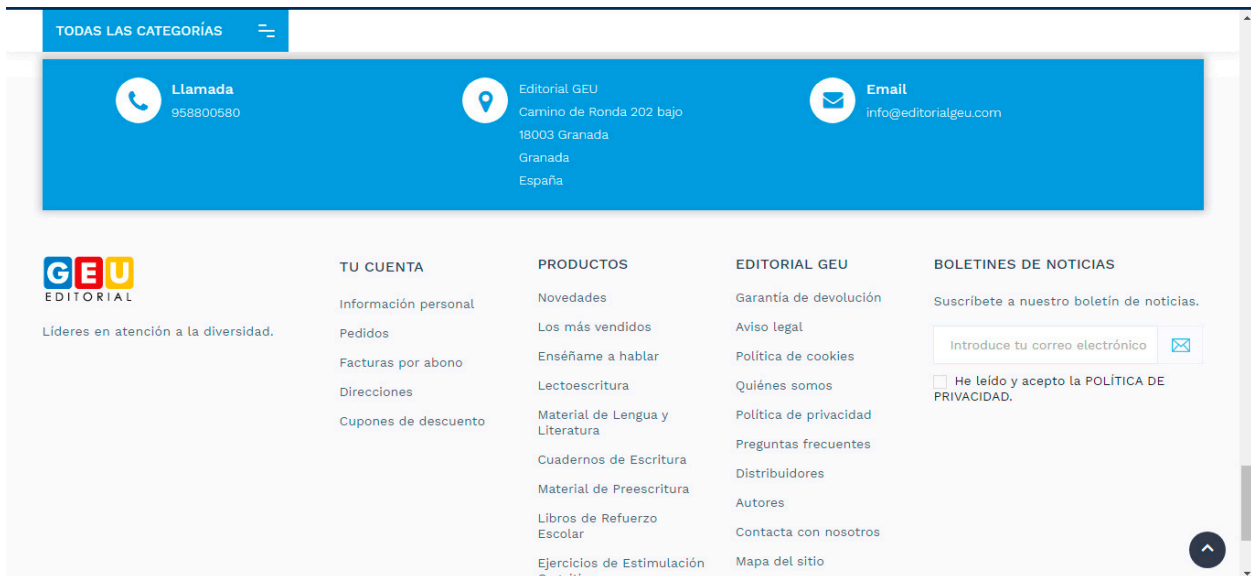 TODAS LAS CATEGORÍAS
Llamada
958800580
Editorial GEU
Camino de Ronda 202 bajo
18003 Granada
Granada
España
Email
info@editorialgeu.com
GEU
EDITORIAL
Líderes en atención a la diversidad.
TU CUENTA
Información personal
Pedidos
Facturas por abono
Direcciones
Cupones de descuento
PRODUCTOS
Novedades
Los más vendidos
Enséñame a hablar
Lectoescritura
Material de Lengua y
Literatura
Cuadernos de Escritura
Material de Preescritura
Libros de Refuerzo
Escolar
Ejercicios de Estimulación
EDITORIAL GEU
Garantía de devolución
Aviso legal
Política de cookies
Quiénes somos
Política de privacidad
Preguntas frecuentes
Distribuidores
Autores
Contacta con nosotros
Mapa del sitio
BOLETINES DE NOTICIAS
Suscríbete a nuestro boletín de noticias.
Introduce tu correo electrónico
He leído y acepto la POLÍTICA DE
PRIVACIDAD.